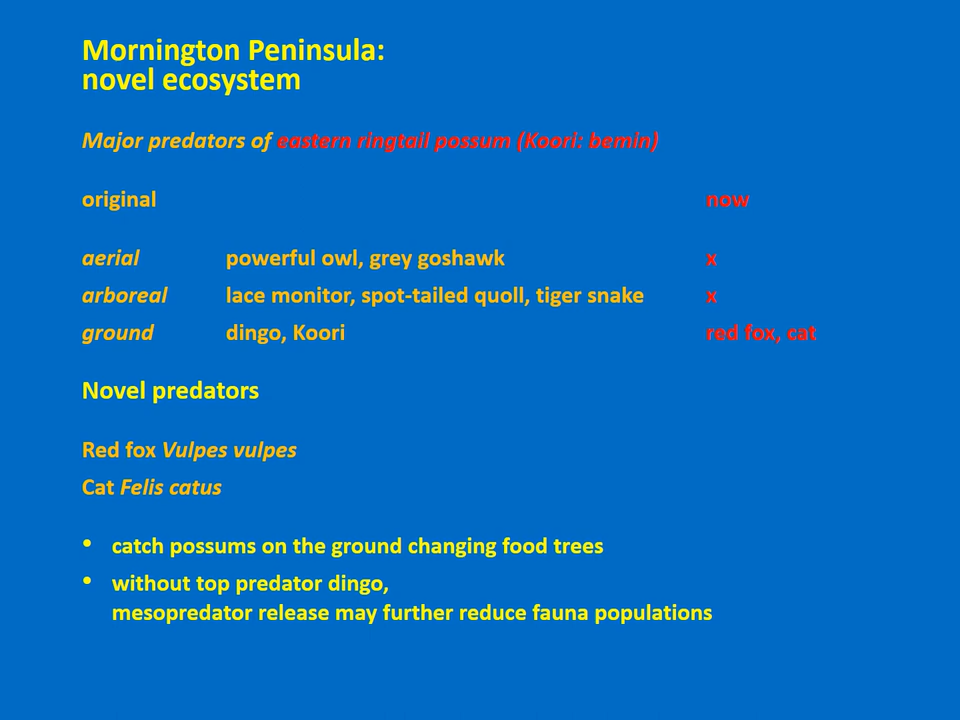 Mornington Peninsula:
novel ecosystem
Major predators of eastern ringtail possum (Koori: bemin)
original now
aerial powerful owl, grey goshawk x
arboreal lace monitor, spot-tailed quoll, tiger snake x
ground dingo, Koori red fox, cat
Novel predators
Red fox Vulpes vulpes
Cat Felis catus
• catch possums on the ground changing food trees
• without top predator dingo,
mesopredator release may further reduce fauna populations